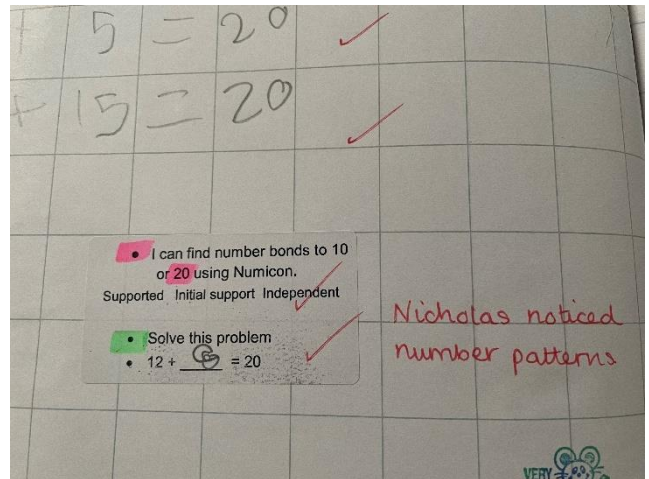 + 5 = 20
+ 15 = 20
• I can find number bonds to 10
or 20 using Numicon.
Supported Initial support Independent
• Solve this problem
• 12 + 8 = 20
Nicholas noticed
number patterns
VERY